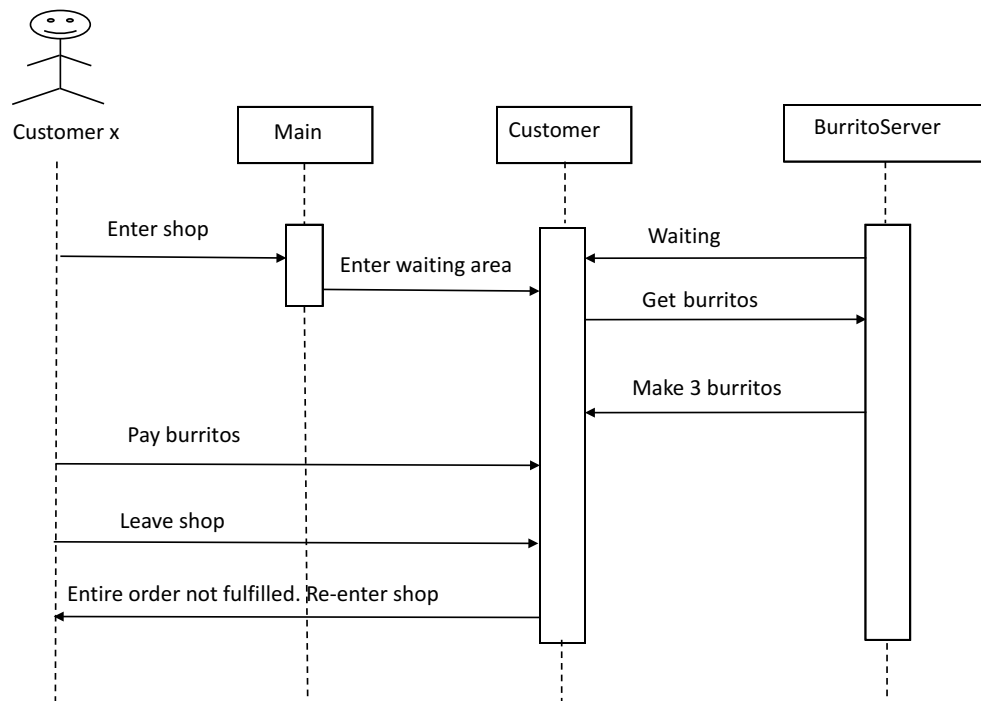 Customer x
Main
Customer
BurritoServer
Enter shop
Waiting
Enter waiting area
Get burritos
Make 3 burritos
Pay burritos
Leave shop
Entire order not fulfilled. Re-enter shop